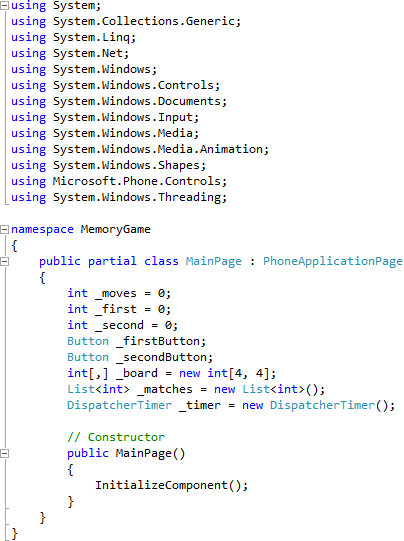 using System;
using System.Collections.Generic;
using System.Linq;
using System.Net;
using System.Windows;
using System.Windows.Controls;
using System.Windows.Documents;
using System.Windows.Input;
using System.Windows.Media;
using System.Windows.Media.Animation;
using System.Windows.Shapes;
using Microsoft.Phone.Controls;
using System.Windows.Threading;

namespace MemoryGame
{
    public partial class MainPage : PhoneApplicationPage
    {
        int _moves = 0;
        int _first = 0;
        int _second = 0;
        Button _firstButton;
        Button _secondButton;
        int[,] _board = new int[4, 4];
        List<int> _matches = new List<int>();
        DispatcherTimer _timer = new DispatcherTimer();

        // Constructor
        public MainPage()
        {
            InitializeComponent();
        }
    }
}